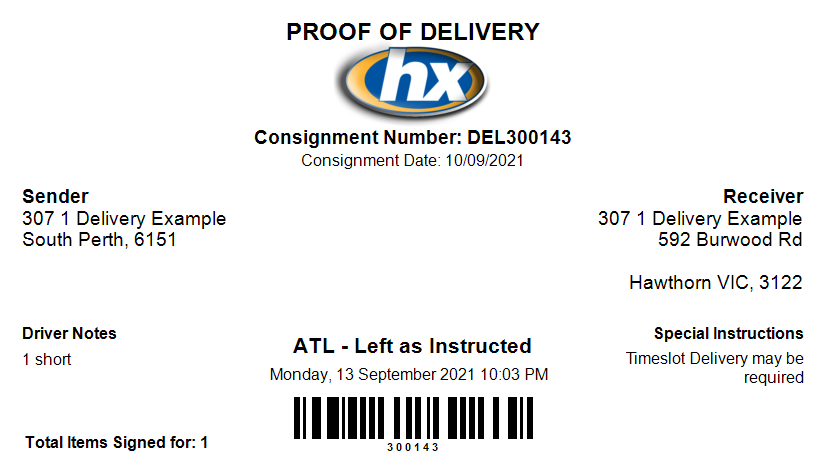 PROOF OF DELIVERY
hx
Consignment Number: DEL300143
Consignment Date: 10/09/2021
Sender
307 1 Delivery Example
South Perth, 6151
Receiver
307 1 Delivery Example
592 Burwood Rd
Hawthorn VIC, 3122
Driver Notes
1 short
ATL - Left as Instructed
Monday, 13 September 2021 10:03 PM
Special Instructions
Timeslot Delivery may be
required
300143
Total Items Signed for: 1